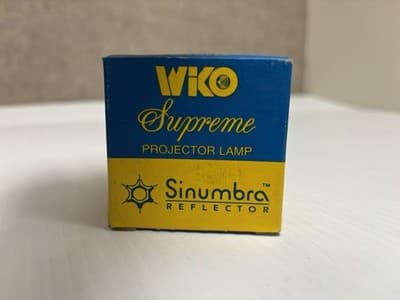 WIKO
Supreme
PROJECTOR LAMP
Sinumbra™
REFLECTOR